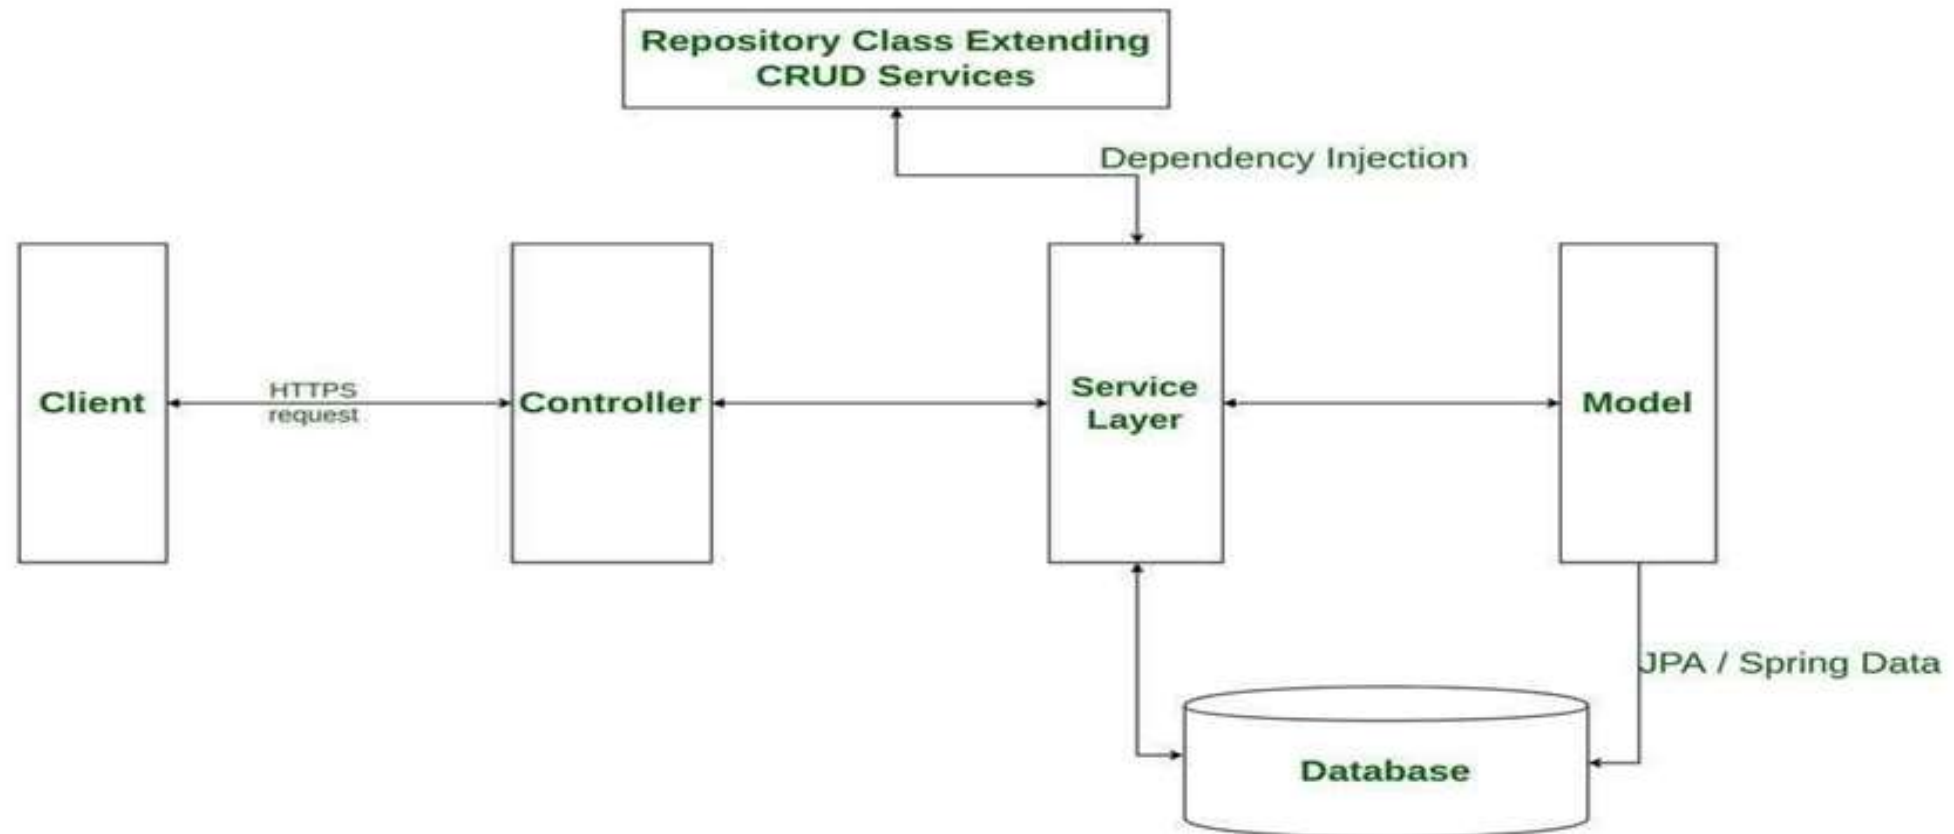 Repository Class Extending
CRUD Services
Dependency Injection
Client
HTTPS
request
Controller
Service
Layer
Model
JPA / Spring Data
Database